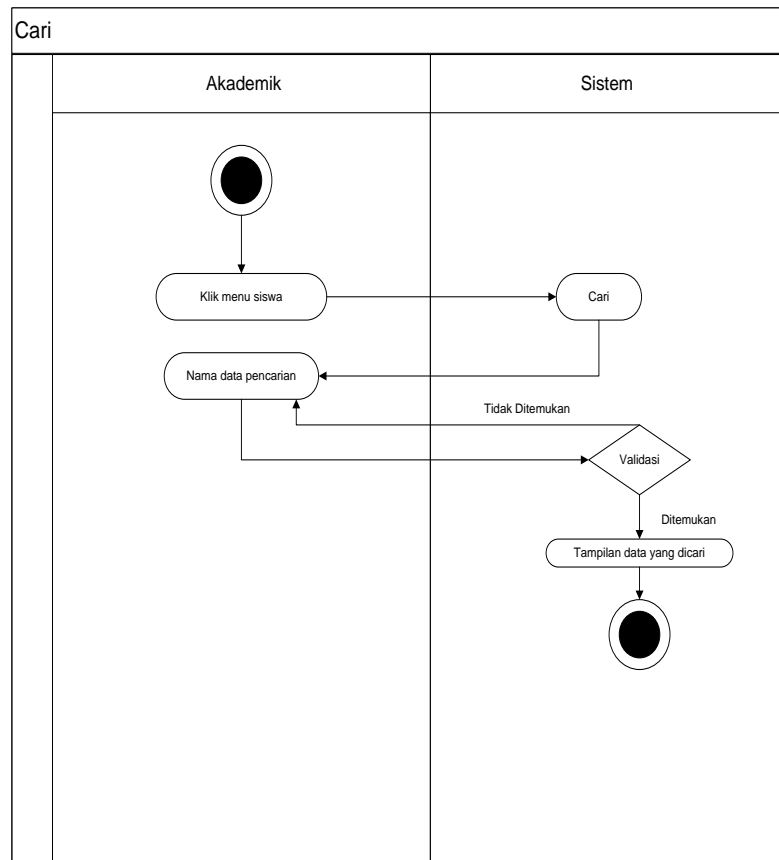 Cari
Akademik
Sistem
Klik menu siswa
Cari
Nama data pencarian
Tidak Ditemukan
Validasi
Ditemukan
Tampilan data yang dicari